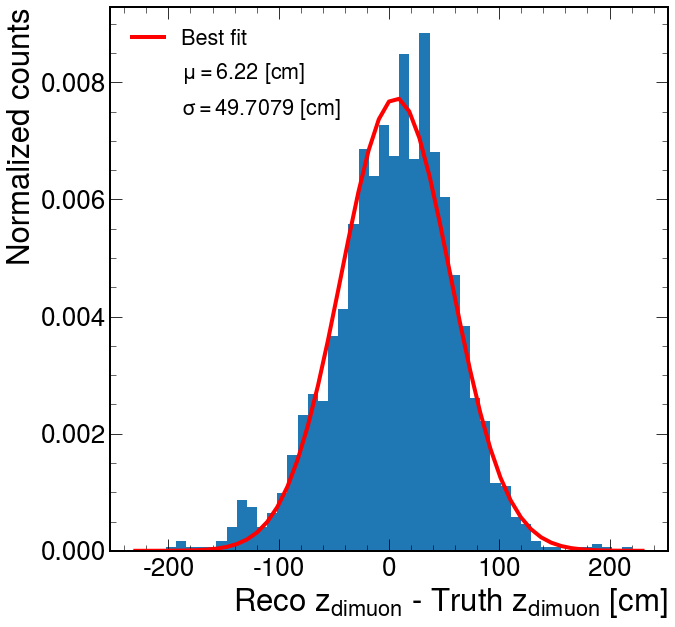 Normalized counts
Best fit
μ = 6.22 [cm]
σ = 49.7079 [cm]
0.008
0.006
0.004
0.002
0.000
-200
-100
0
100
200
Reco z_dimuon - Truth z_dimuon [cm]